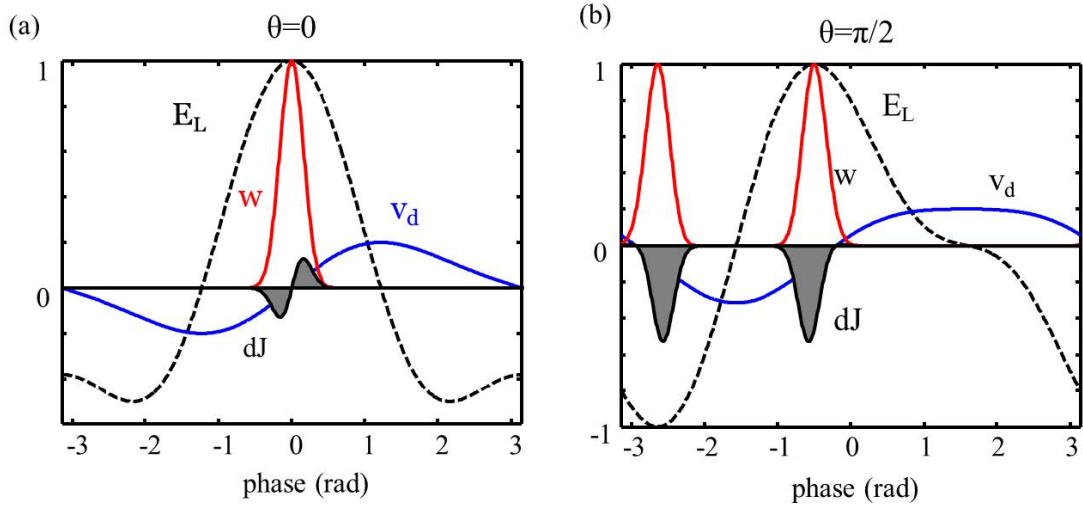 (a)
θ=0
1
E_L
w
v_d
0
dJ
-3 -2 -1 0 1 2 3
phase (rad)
(b)
θ=π/2
1
E_L
w
v_d
0
dJ
-1
-3 -2 -1 0 1 2 3
phase (rad)